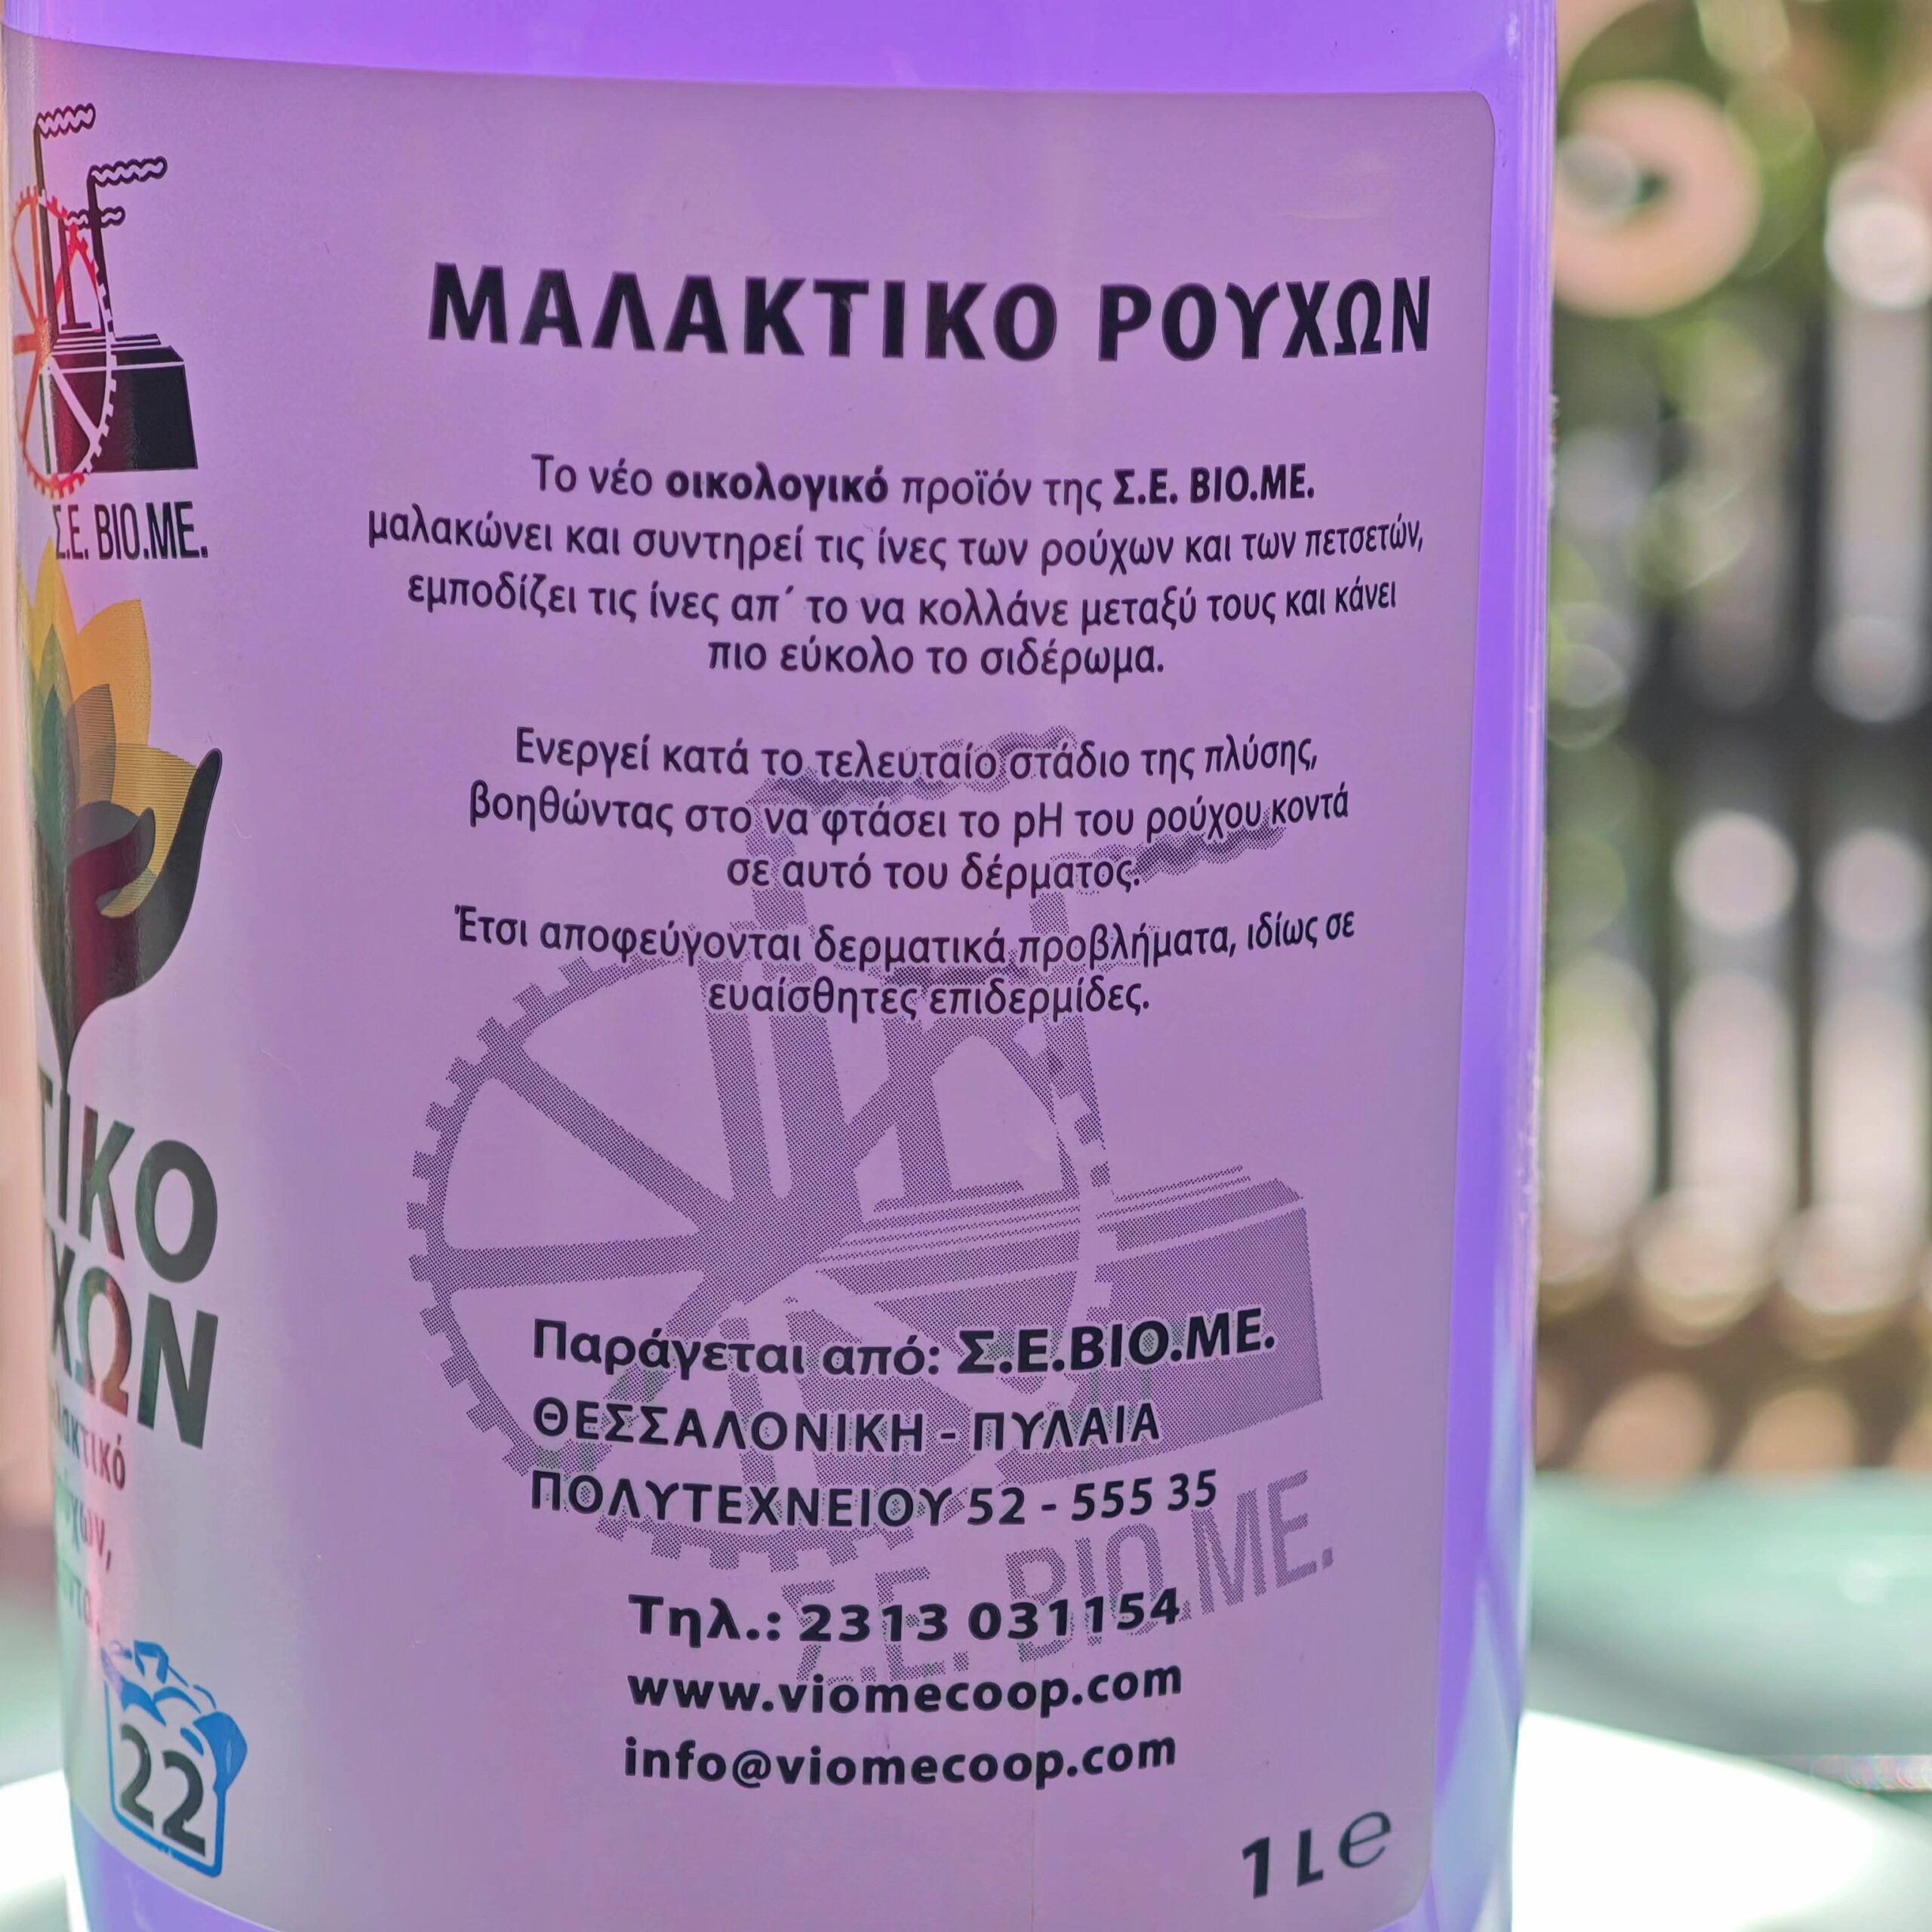 Σ.Ε. ΒΙΟ.ΜΕ.
ΤΙΚΟ
ΧΩΝ
22
ΜΑΛΑΚΤΙΚΟ ΡΟΥΧΩΝ
Το νέο οικολογικό προϊόν της Σ.Ε. ΒΙΟ.ΜΕ.
μαλακώνει και συντηρεί τις ίνες των ρούχων και των πετσετών,
εμποδίζει τις ίνες απ΄ το να κολλάνε μεταξύ τους και κάνει
πιο εύκολο το σιδέρωμα.
Ενεργεί κατά το τελευταίο στάδιο της πλύσης,
βοηθώντας στο να φτάσει το pH του ρούχου κοντά
σε αυτό του δέρματος.
Έτσι αποφεύγονται δερματικά προβλήματα, ιδίως σε
ευαίσθητες επιδερμίδες.
Παράγεται από: Σ.Ε.ΒΙΟ.ΜΕ.
ΘΕΣΣΑΛΟΝΙΚΗ - ΠΥΛΑΙΑ
ΠΟΛΥΤΕΧΝΕΙΟΥ 52 - 555 35
Σ.Ε. ΒΙΟ.ΜΕ.
Τηλ.: 2313 031154
www.viomecoop.com
info@viomecoop.com
1 L e